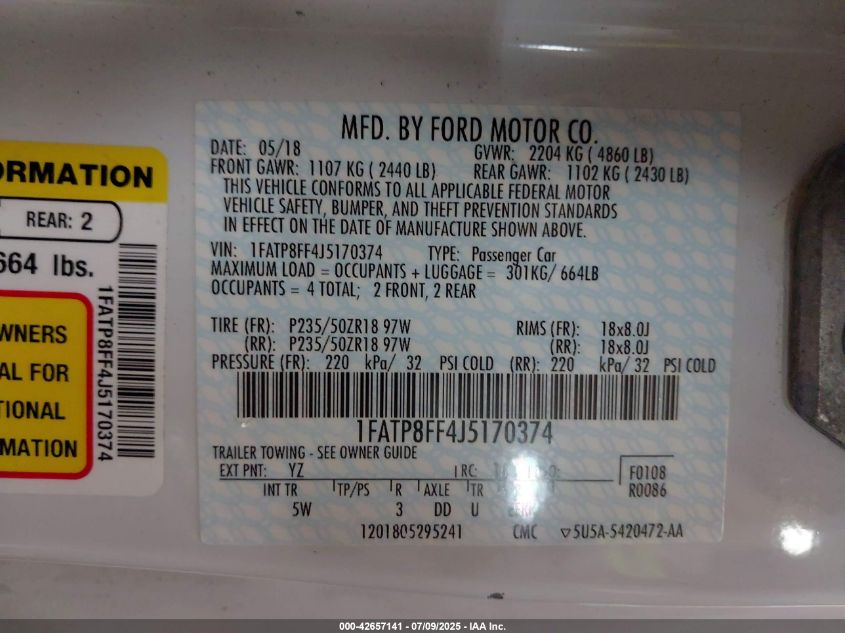 ORMATION
REAR: 2
664 lbs.
WNERS
AL FOR
TIONAL
MATION
1FATP8FF4J5170374
MFD. BY FORD MOTOR CO.
DATE: 05/18 GVWR: 2204 KG ( 4860 LB)
FRONT GAWR: 1107 KG ( 2440 LB) REAR GAWR: 1102 KG ( 2430 LB)
THIS VEHICLE CONFORMS TO ALL APPLICABLE FEDERAL MOTOR
VEHICLE SAFETY, BUMPER, AND THEFT PREVENTION STANDARDS
IN EFFECT ON THE DATE OF MANUFACTURE SHOWN ABOVE.
VIN: 1FATP8FF4J5170374 TYPE: Passenger Car
MAXIMUM LOAD = OCCUPANTS + LUGGAGE = 301KG/ 664LB
OCCUPANTS = 4 TOTAL; 2 FRONT, 2 REAR
TIRE (FR): P235/50ZR18 97W RIMS (FR): 18x8.0J
(RR): P235/50ZR18 97W (RR): 18x8.0J
PRESSURE (FR): 220 kPa/ 32 PSI COLD (RR): 220 kPa/ 32 PSI COLD
1FATP8FF4J5170374
TRAILER TOWING - SEE OWNER GUIDE
EXT PNT: YZ RC: F0108
R0086
INT TR TP/PS R AXLE TR
5W 3 DD U
1201805295241 CMC ▽5U5A-5420472-AA
000-42657141 / 07/09/2025 - IAA Inc.